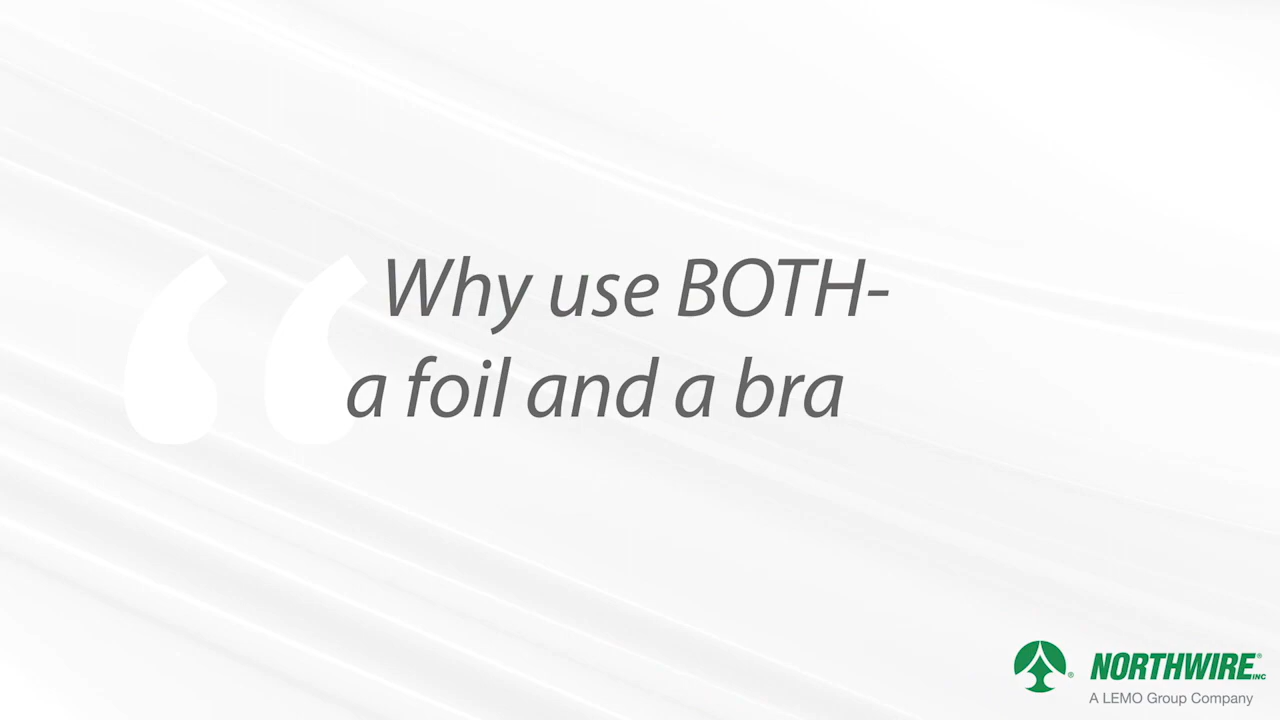 “
Why use BOTH-
a foil and a bra
NORTHWIRE® INC
®
A LEMO Group Company